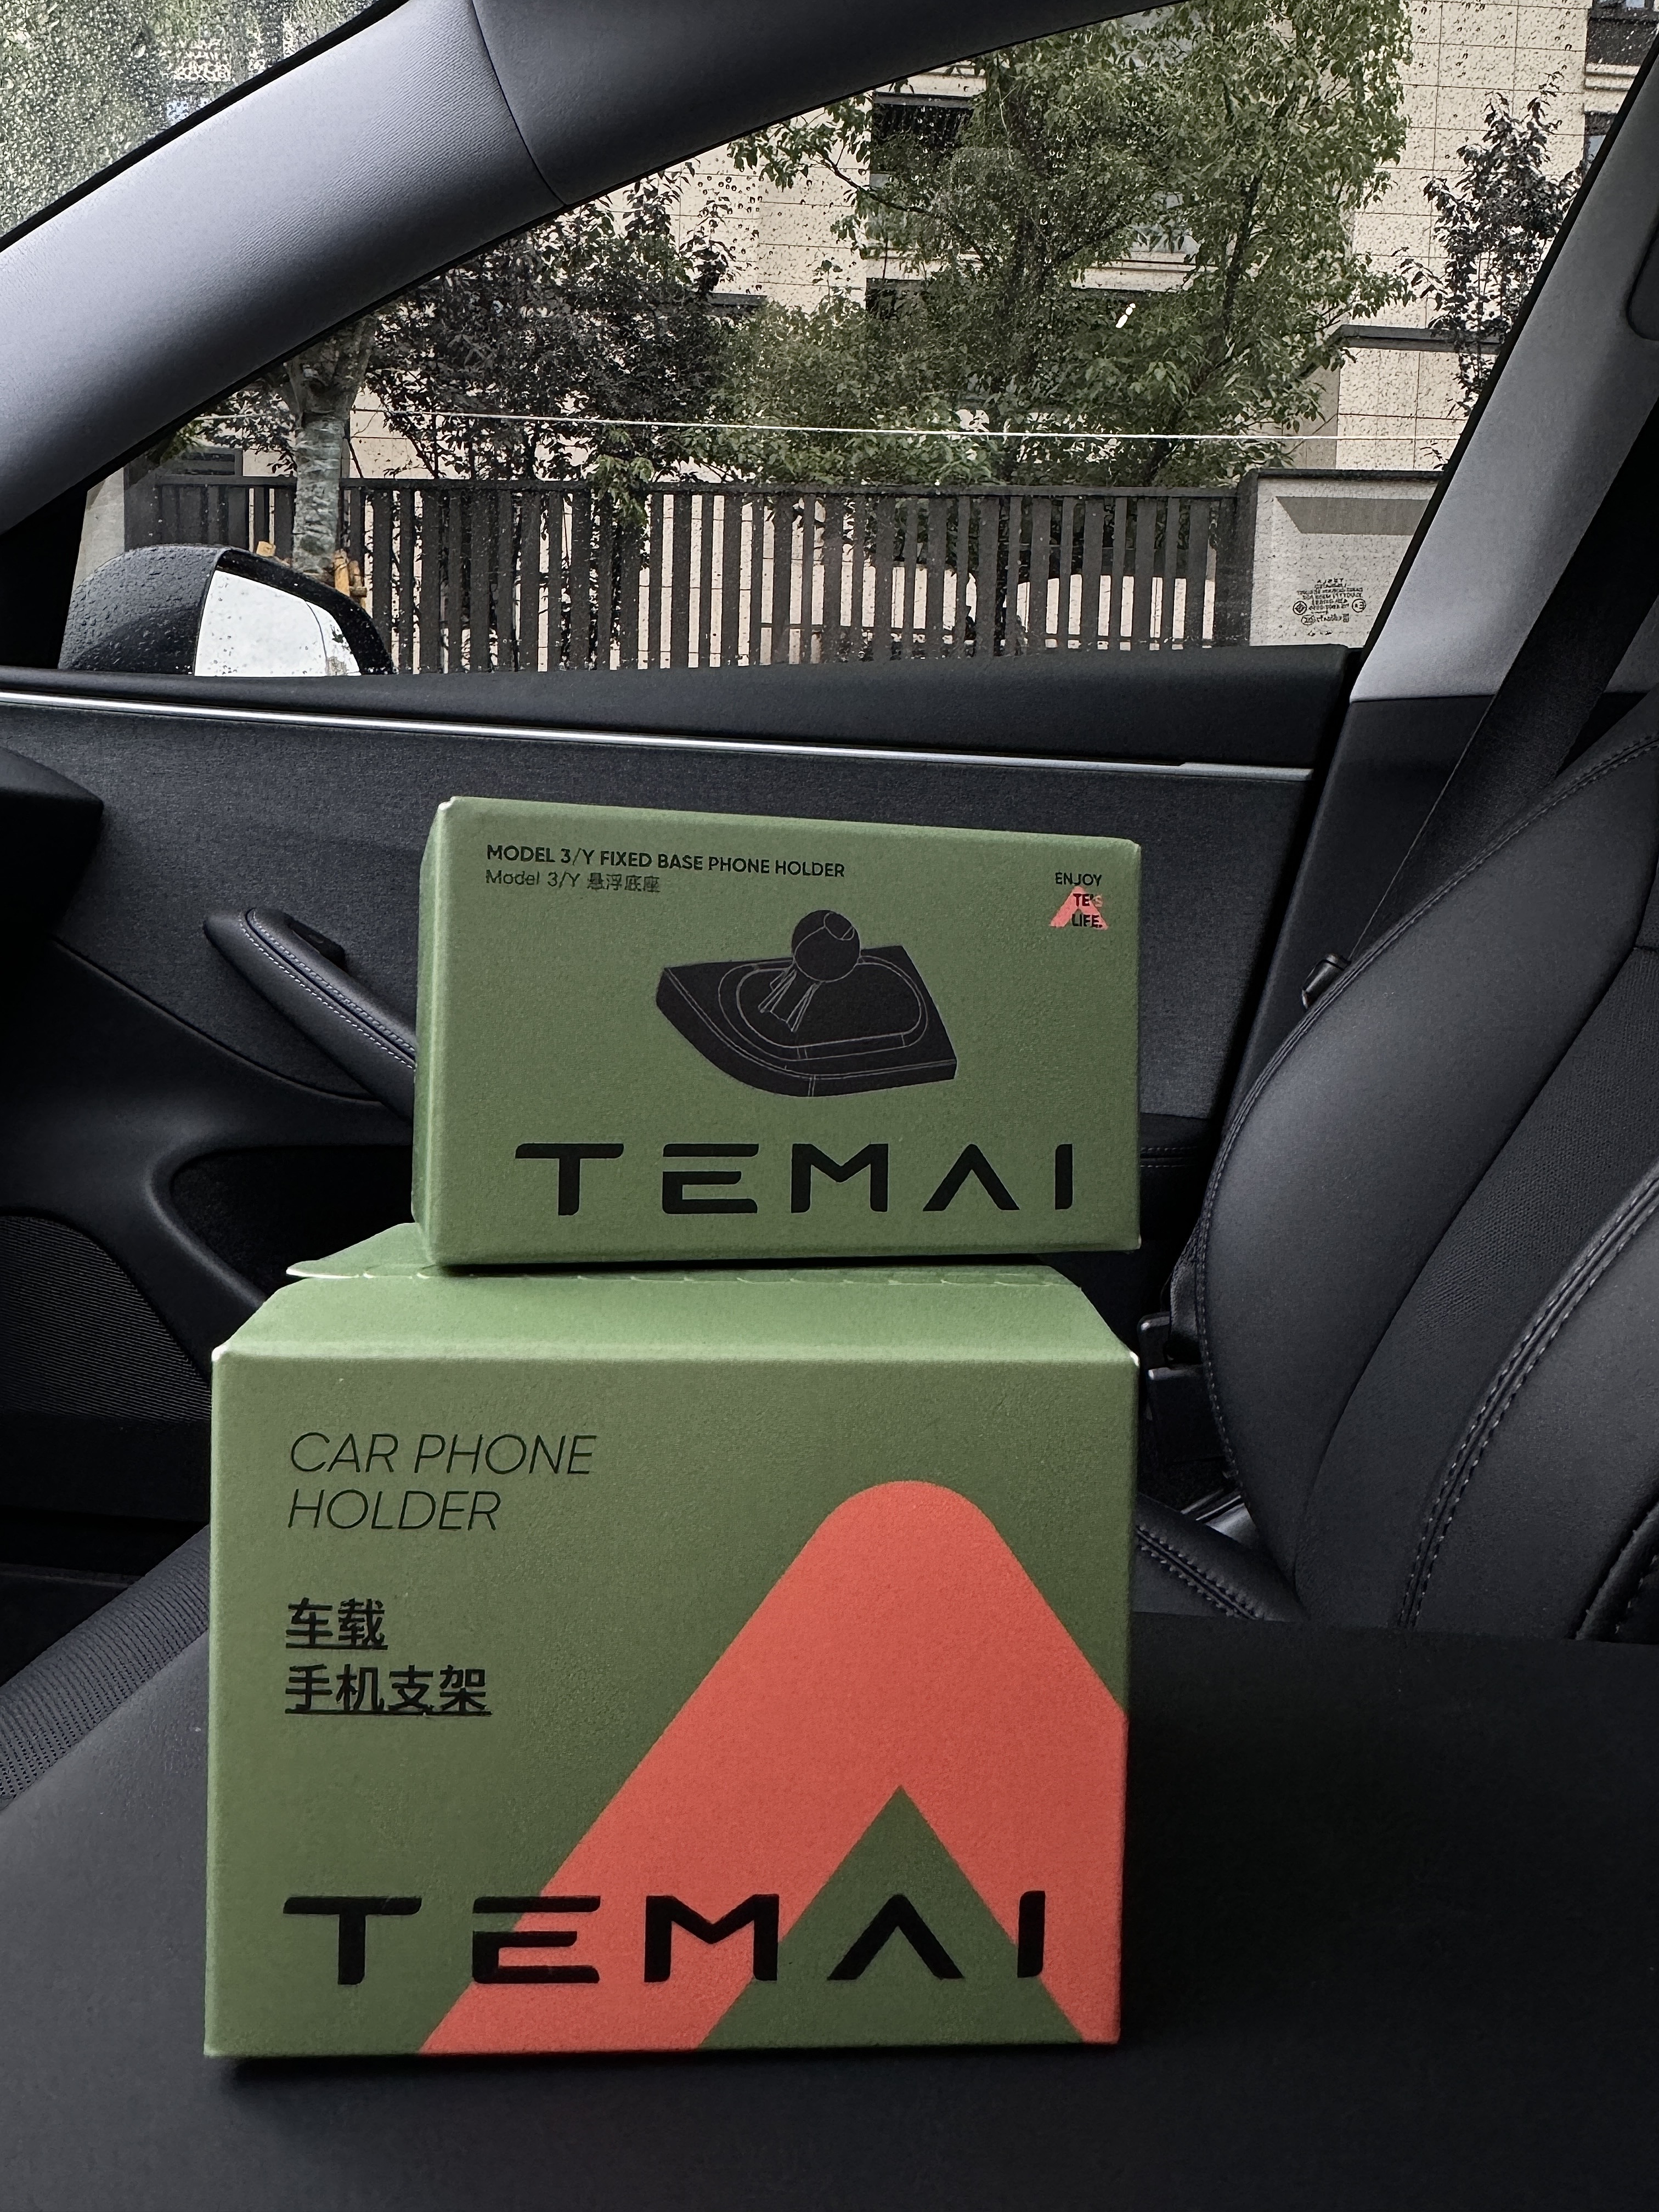 MODEL 3/Y FIXED BASE PHONE HOLDER
Model 3/Y 悬浮底座
ENJOY
TE'S
LIFE.
TEMAI
CAR PHONE
HOLDER
车载
手机支架
TEMAI